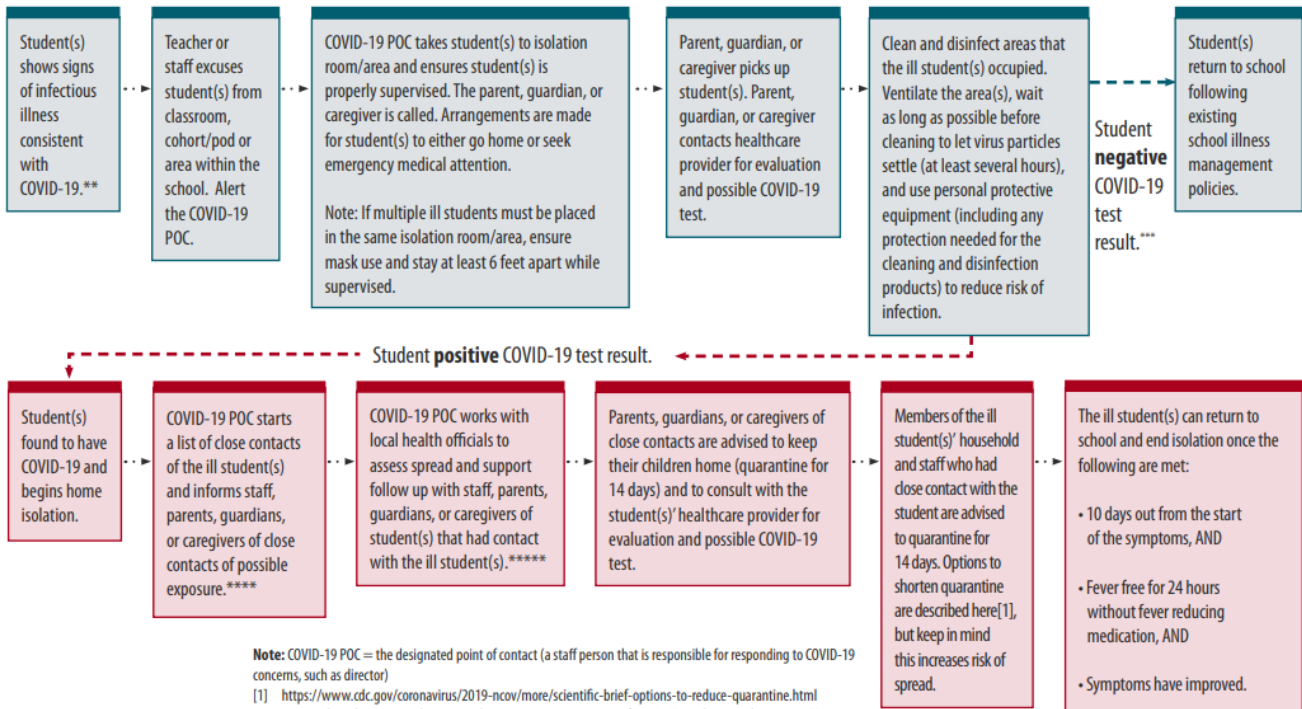 Student(s)
shows signs
of infectious
illness
consistent
with
COVID-19.**
Teacher or
staff excuses
student(s) from
classroom,
cohort/pod or
area within the
school. Alert
the COVID-19
POC.
COVID-19 POC takes student(s) to isolation
room/area and ensures student(s) is
properly supervised. The parent, guardian, or
caregiver is called. Arrangements are made
for student(s) to either go home or seek
emergency medical attention.
Note: If multiple ill students must be placed
in the same isolation room/area, ensure
mask use and stay at least 6 feet apart while
supervised.
Parent, guardian, or
caregiver picks up
student(s). Parent,
guardian, or caregiver
contacts healthcare
provider for evaluation
and possible COVID-19
test.
Clean and disinfect areas that
the ill student(s) occupied.
Ventilate the area(s), wait
as long as possible before
cleaning to let virus particles
settle (at least several hours),
and use personal protective
equipment (including any
protection needed for the
cleaning and disinfection
products) to reduce risk of
infection.
Student
negative
COVID-19
test
result.***
Student(s)
return to school
following
existing
school illness
management
policies.
Student positive COVID-19 test result.
Student(s)
found to have
COVID-19 and
begins home
isolation.
COVID-19 POC starts
a list of close contacts
of the ill student(s)
and informs staff,
parents, guardians,
or caregivers of close
contacts of possible
exposure.****
COVID-19 POC works with
local health officials to
assess spread and support
follow up with staff, parents,
guardians, or caregivers of
student(s) that had contact
with the ill student(s).*****
Parents, guardians, or caregivers of
close contacts are advised to keep
their children home (quarantine for
14 days) and to consult with the
student(s)' healthcare provider for
evaluation and possible COVID-19
test.
Members of the ill
student(s)' household
and staff who had
close contact with the
student are advised
to quarantine for
14 days. Options to
shorten quarantine
are described here[1],
but keep in mind
this increases risk of
spread.
The ill student(s) can return to
school and end isolation once the
following are met:
• 10 days out from the start
of the symptoms, AND
• Fever free for 24 hours
without fever reducing
medication, AND
• Symptoms have improved.
Note: COVID-19 POC = the designated point of contact (a staff person that is responsible for responding to COVID-19
concerns, such as director)
[1] https://www.cdc.gov/coronavirus/2019-ncov/more/scientific-brief-options-to-reduce-quarantine.html